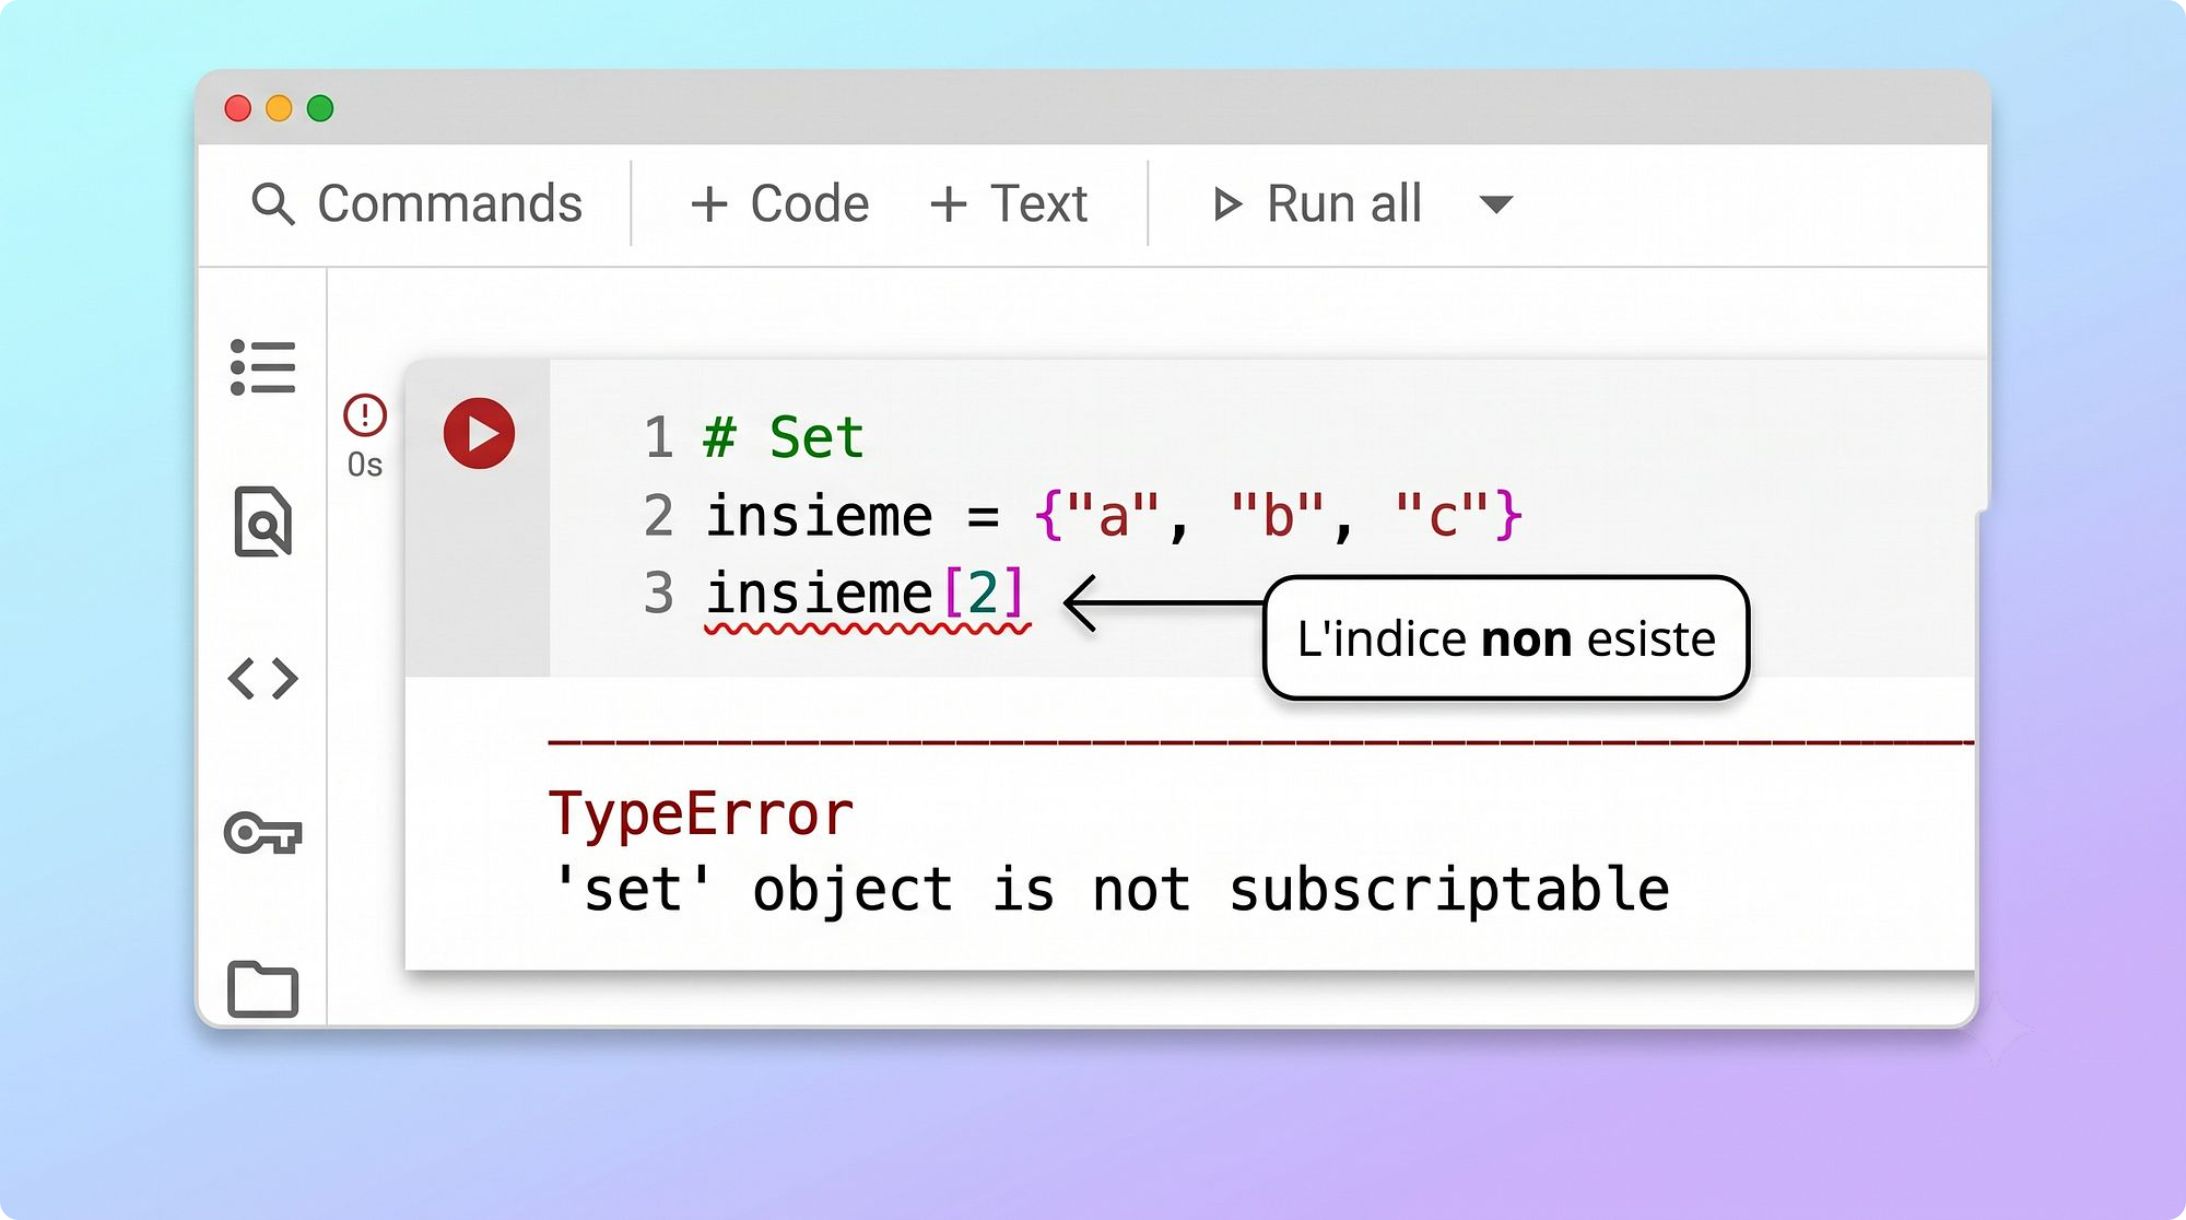 Commands + Code + Text Run all
0s
1 # Set
2 insieme = {"a", "b", "c"}
3 insieme[2]
L'indice non esiste
TypeError
'set' object is not subscriptable